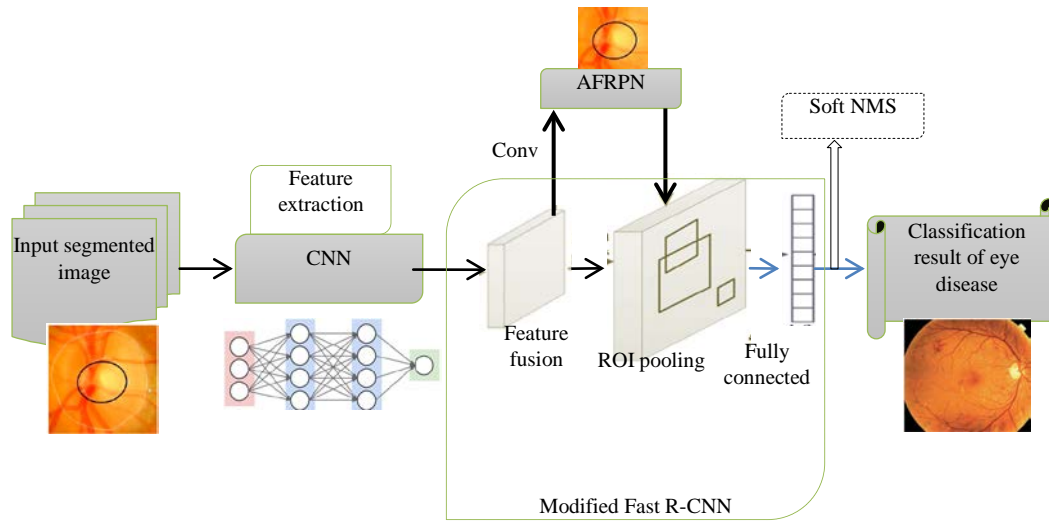 AFRPN
Soft NMS
Conv
Feature
extraction
Input segmented
image
CNN
Classification
result of eye
disease
Feature
fusion
ROI pooling
Fully
connected
Modified Fast R-CNN